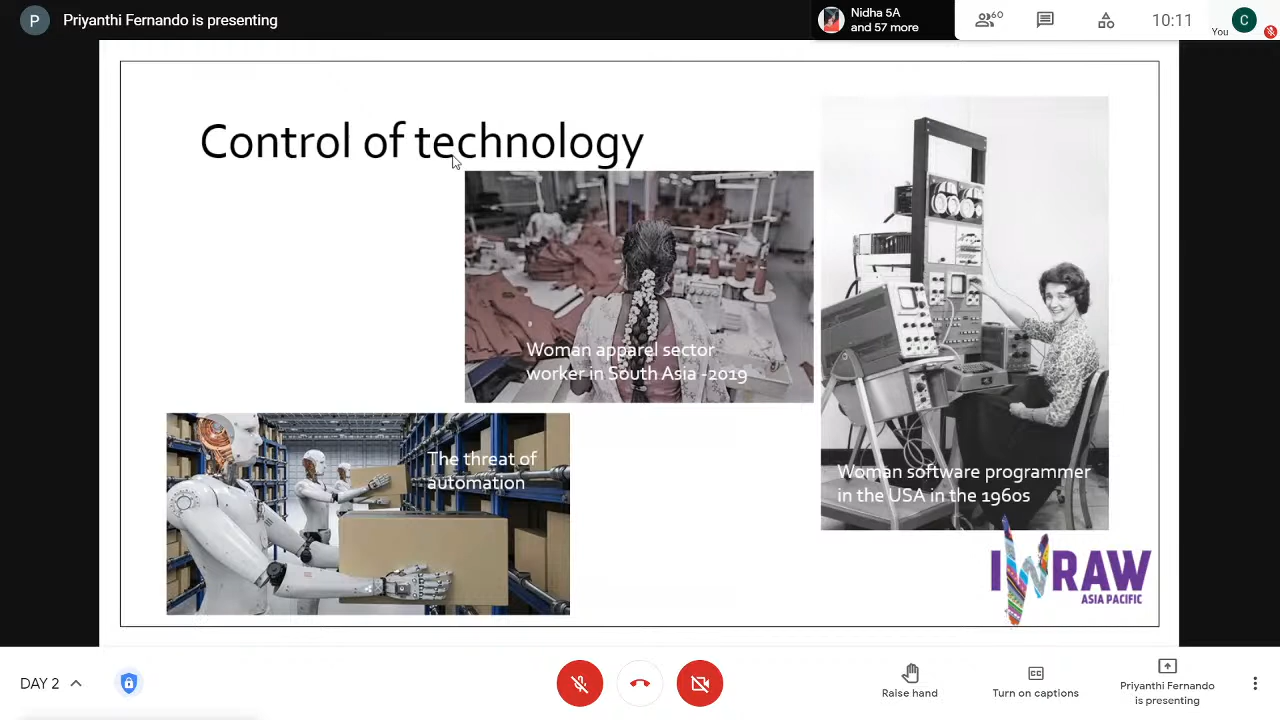 P
Priyanthi Fernando is presenting
Nidha 5A
and 57 more
60
10:11
You
C
Control of technology
Woman apparel sector
worker in South Asia -2019
The threat of
automation
Woman software programmer
in the USA in the 1960s
IWRAW
ASIA PACIFIC
DAY 2
Raise hand
CC
Turn on captions
Priyanthi Fernando
is presenting